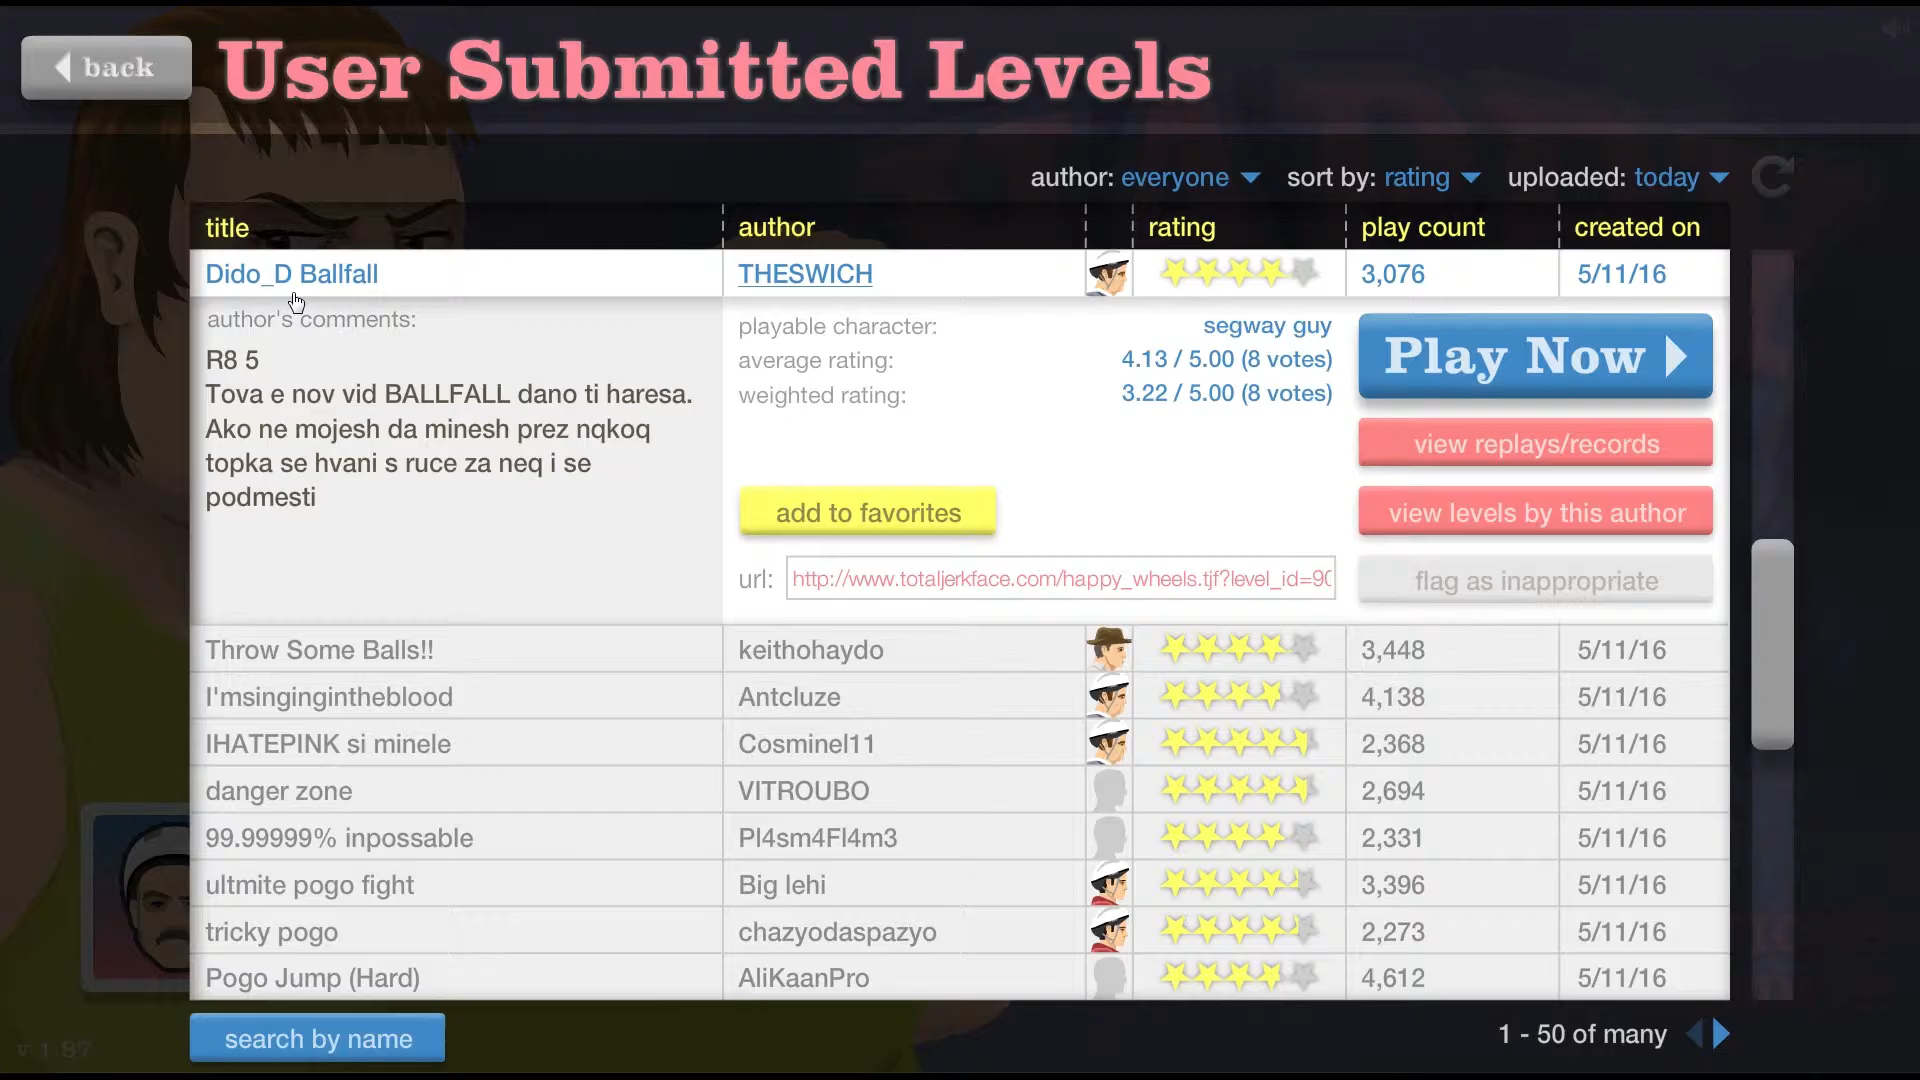 back
User Submitted Levels
author: everyone sort by: rating uploaded: today
title author rating play count created on
Dido_D Ballfall THESWICH 3,076 5/11/16
author's comments:
R8 5
Tova e nov vid BALLFALL dano ti haresa.
Ako ne mojesh da minesh prez nqkoq
topka se hvani s ruce za neq i se
podmesti
playable character: segway guy
average rating: 4.13 / 5.00 (8 votes)
weighted rating: 3.22 / 5.00 (8 votes)
add to favorites
url: http://www.totaljerkface.com/happy_wheels.tjf?level_id=90
Play Now
view replays/records
view levels by this author
flag as inappropriate
Throw Some Balls!! keithohaydo 3,448 5/11/16
I'msinginginttheblood Antcluze 4,138 5/11/16
IHATEPINK si minele Cosminel11 2,368 5/11/16
danger zone VITROUBO 2,694 5/11/16
99.99999% inpossable Pl4sm4Fl4m3 2,331 5/11/16
ultmite pogo fight Big lehi 3,396 5/11/16
tricky pogo chazyodaspazyo 2,273 5/11/16
Pogo Jump (Hard) AliKaanPro 4,612 5/11/16
search by name
1 - 50 of many
v. 1.87